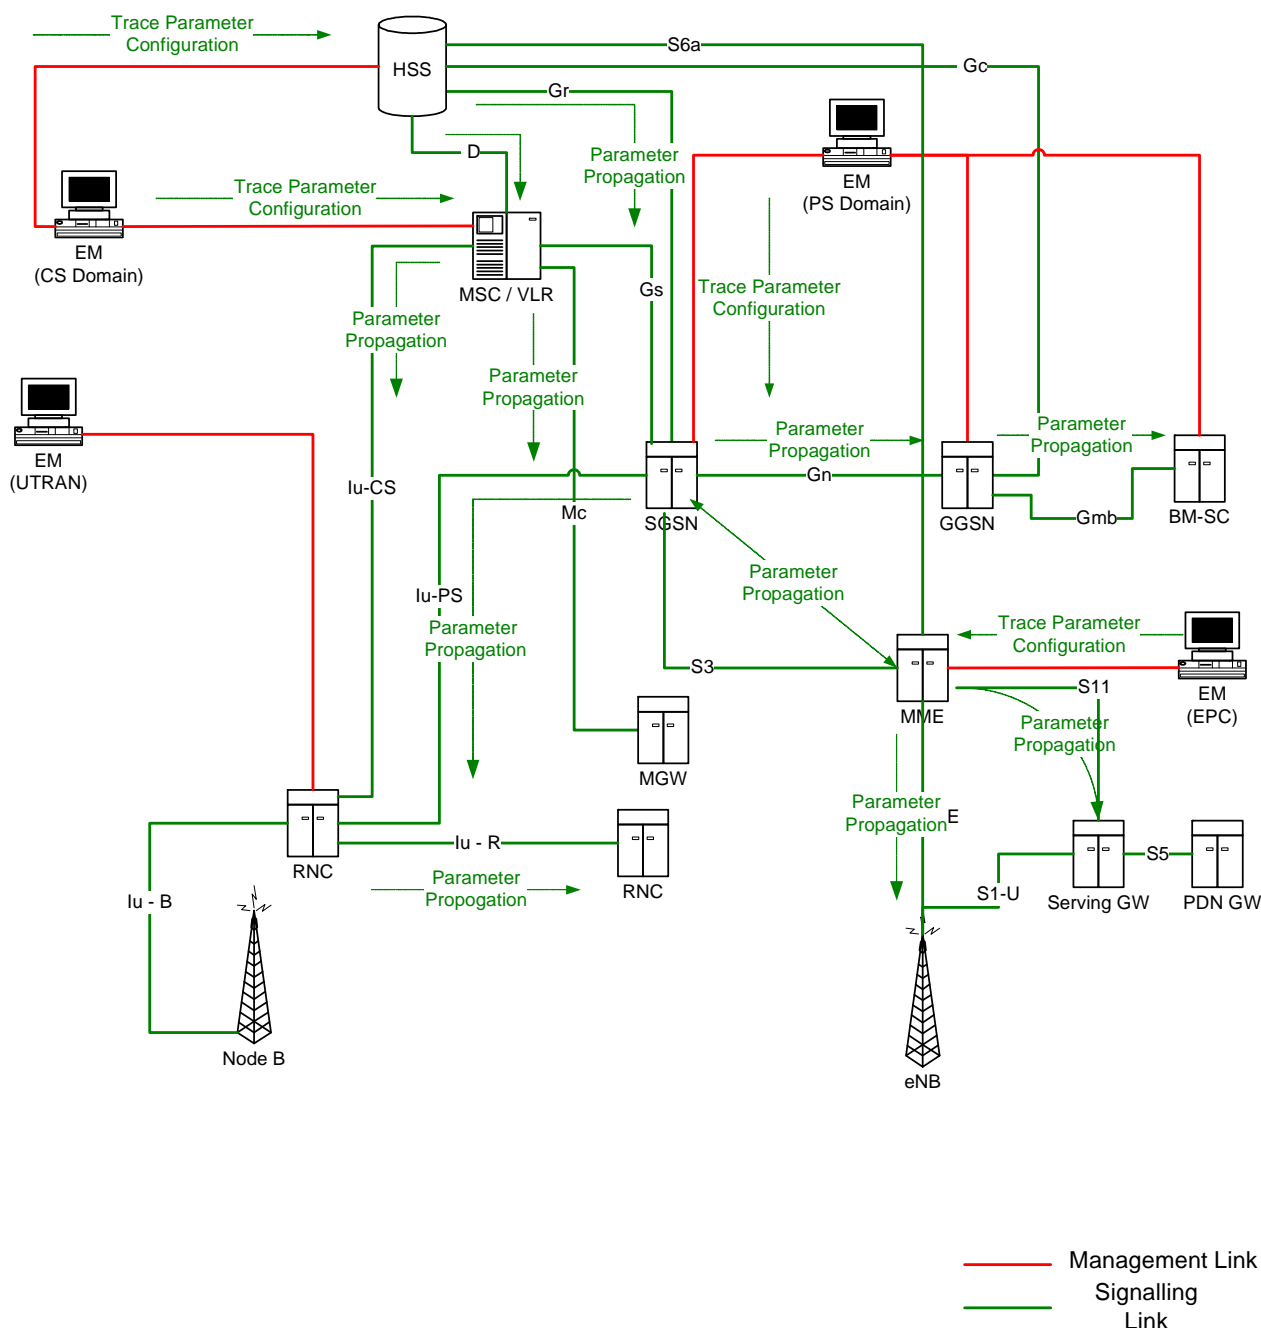 Trace Parameter
Configuration
HSS
S6a
Gc
Gr
D
Parameter
Propagation
EM
(PS Domain)
Trace Parameter
Configuration
EM
(CS Domain)
MSC / VLR
Gs
Trace Parameter
Configuration
Parameter
Propagation
Parameter
Propagation
EM
(UTRAN)
Iu-CS
Mc
Parameter
Propagation
Parameter
Propagation
Gn
SGSN
GGSN
Gmb
BM-SC
Iu-PS
Parameter
Propagation
Parameter
Propagation
Trace Parameter
Configuration
S3
MME
S11
EM
(EPC)
Parameter
Propagation
MGW
Parameter
Propagation
E
RNC
Iu - R
RNC
Parameter
Propogation
Iu - B
S1-U
S5
Serving GW
PDN GW
Node B
eNB
Management Link
Signalling
Link